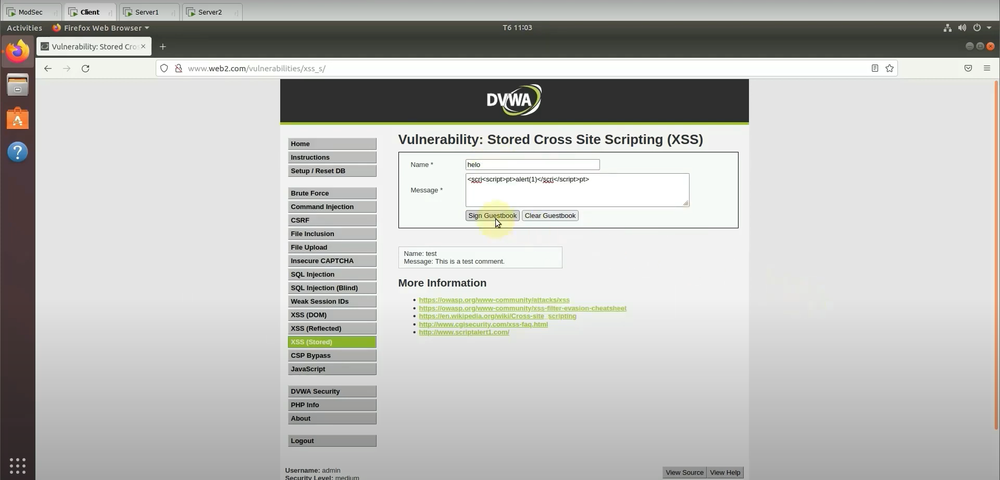 ModSec
Client
Server1
Server2
Activities
Firefox Web Browser
T6 11:03
Vulnerability: Stored Cros
www.web2.com/vulnerabilities/xss_s/
DVWA
Home
Instructions
Setup / Reset DB
Brute Force
Command Injection
CSRF
File Inclusion
File Upload
Insecure CAPTCHA
SQL Injection
SQL Injection (Blind)
Weak Session IDs
XSS (DOM)
XSS (Reflected)
XSS (Stored)
CSP Bypass
JavaScript
DVWA Security
PHP Info
About
Logout
Vulnerability: Stored Cross Site Scripting (XSS)
Name * helo
Message * <scri<script>pt>alert(1)</scri</script>pt>
Sign Guestbook Clear Guestbook
Name: test
Message: This is a test comment.
More Information
https://owasp.org/www-community/attacks/xss
https://owasp.org/www-community/xss-filter-evasion-cheatsheet
https://en.wikipedia.org/wiki/Cross-site_scripting
http://www.cgisecurity.com/xss-faq.html
http://www.scriptalert1.com/
Username: admin
Security Level: medium
View Source View Help